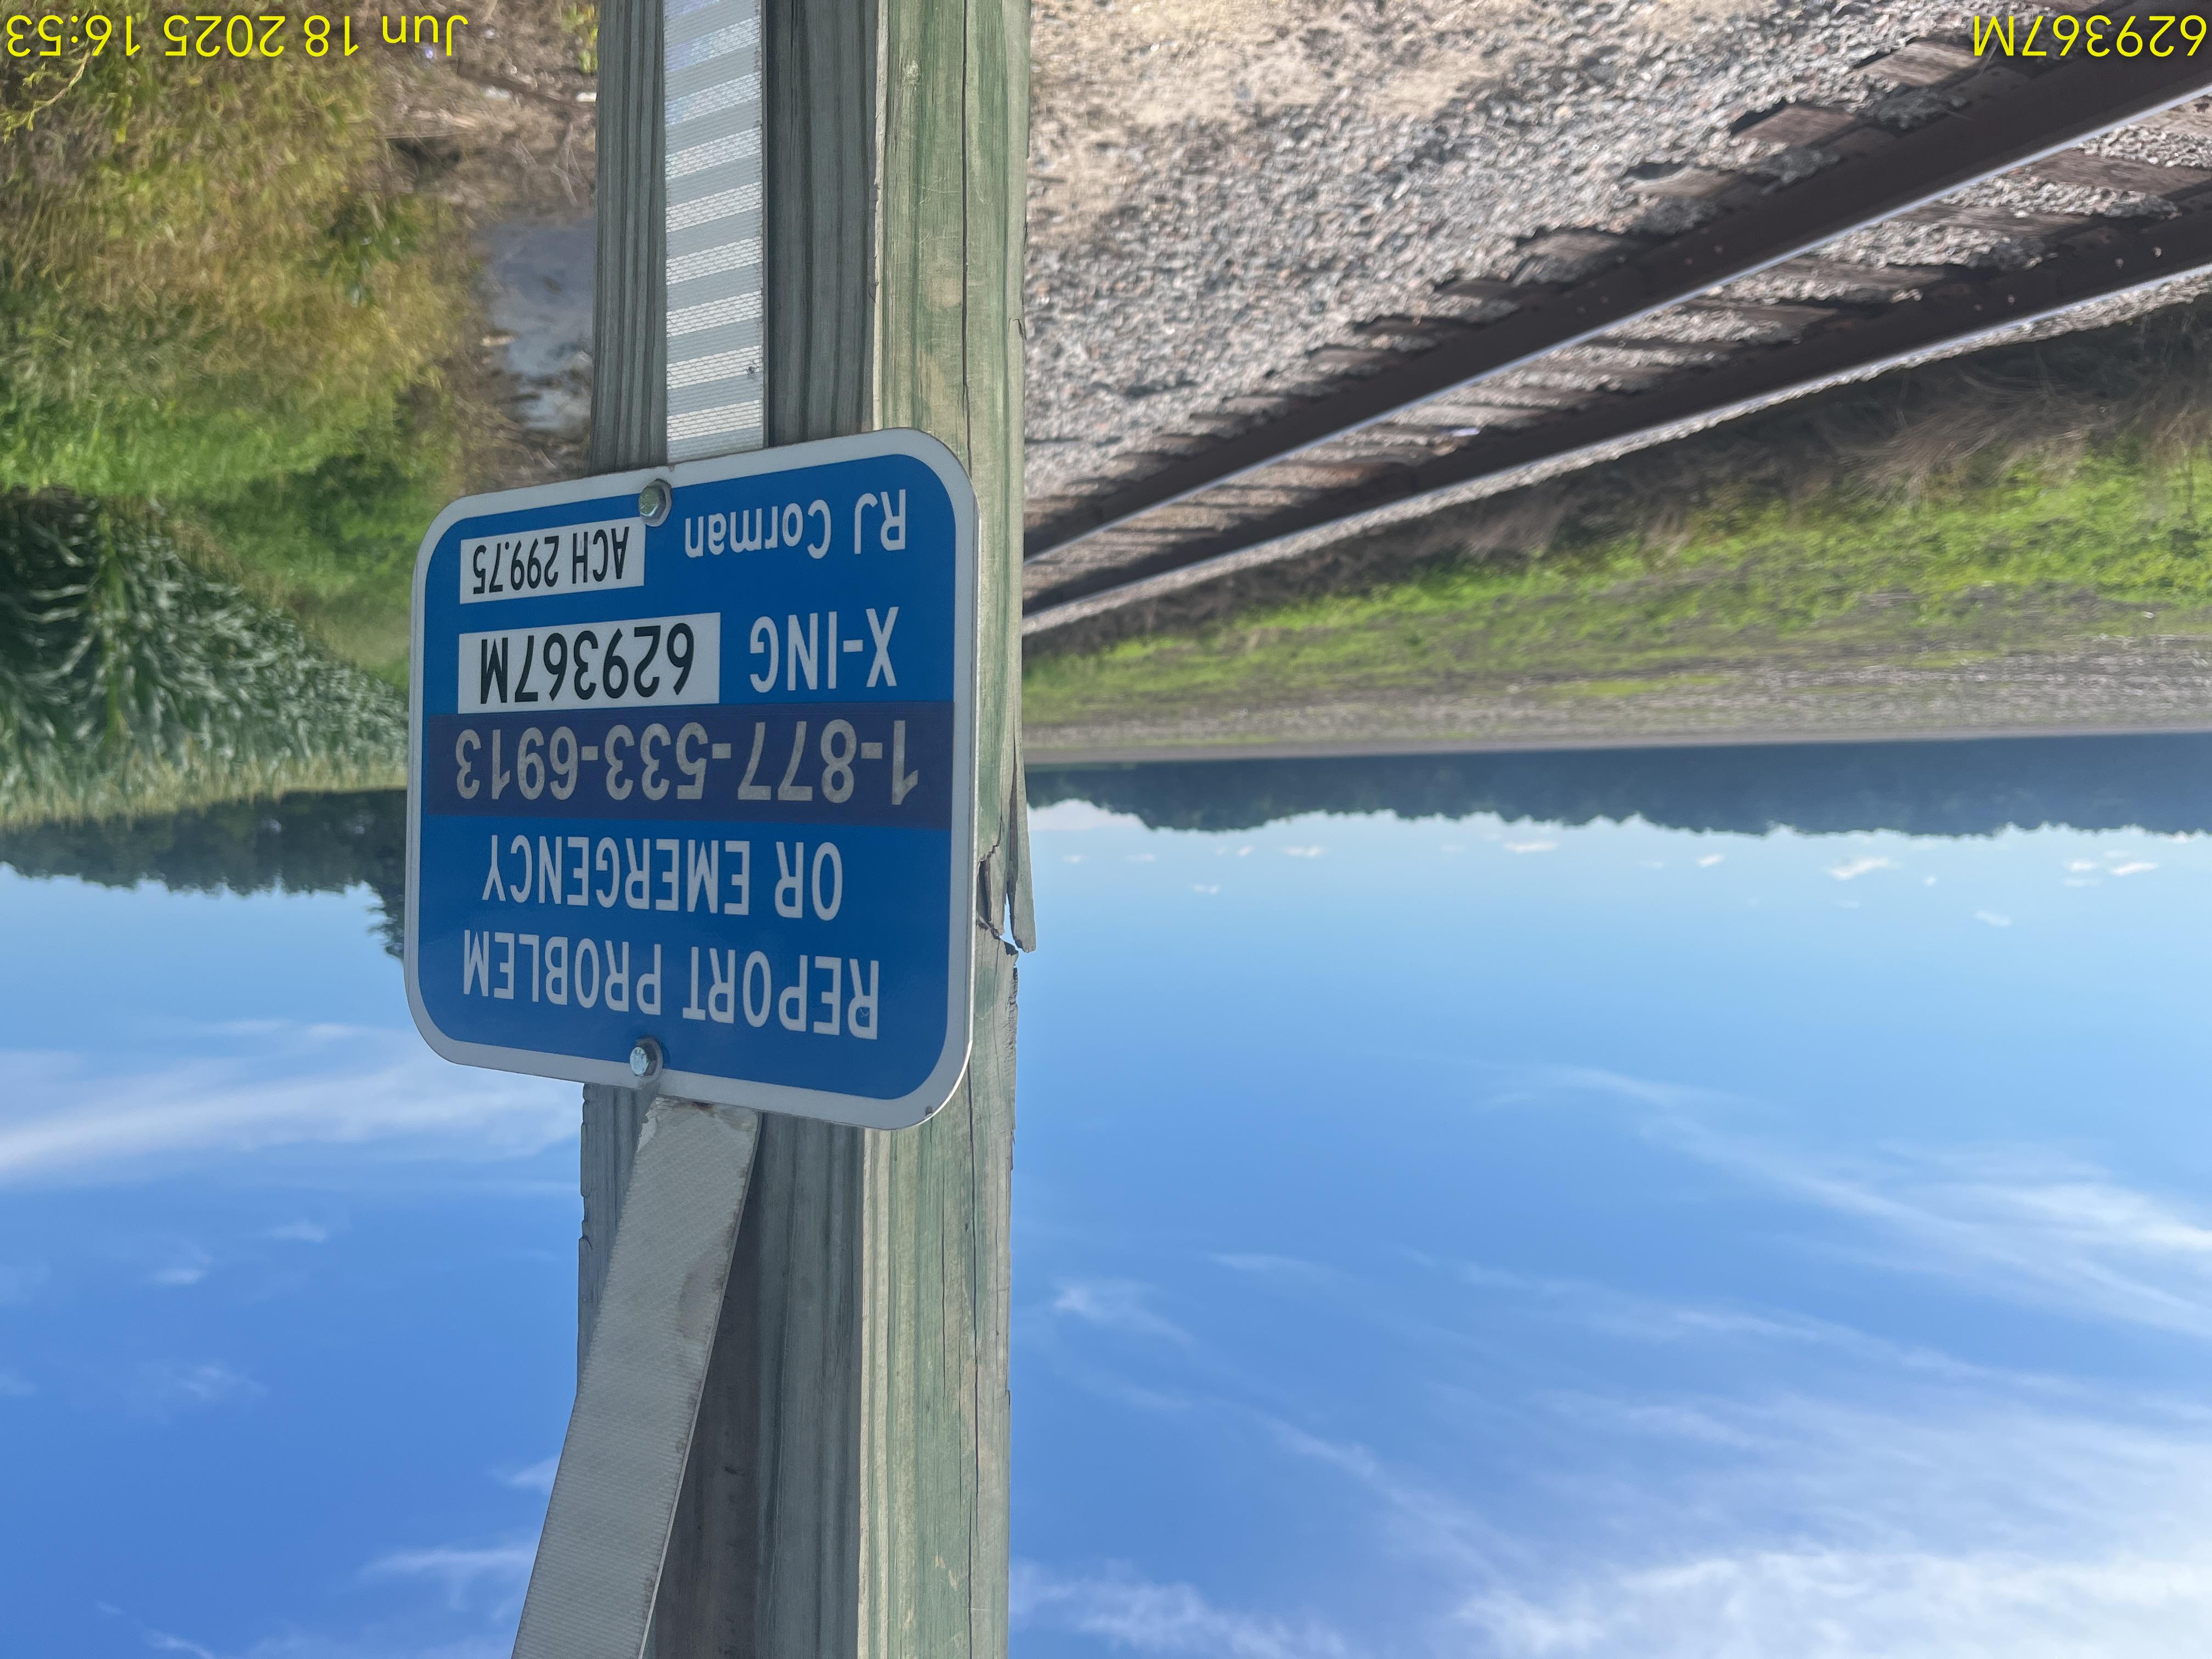 REPORT PROBLEM
OR EMERGENCY
1-877-533-6913
X-ING 629367M
RJ Corman ACH 299.75
629367M
Jun 18 2025 16:53